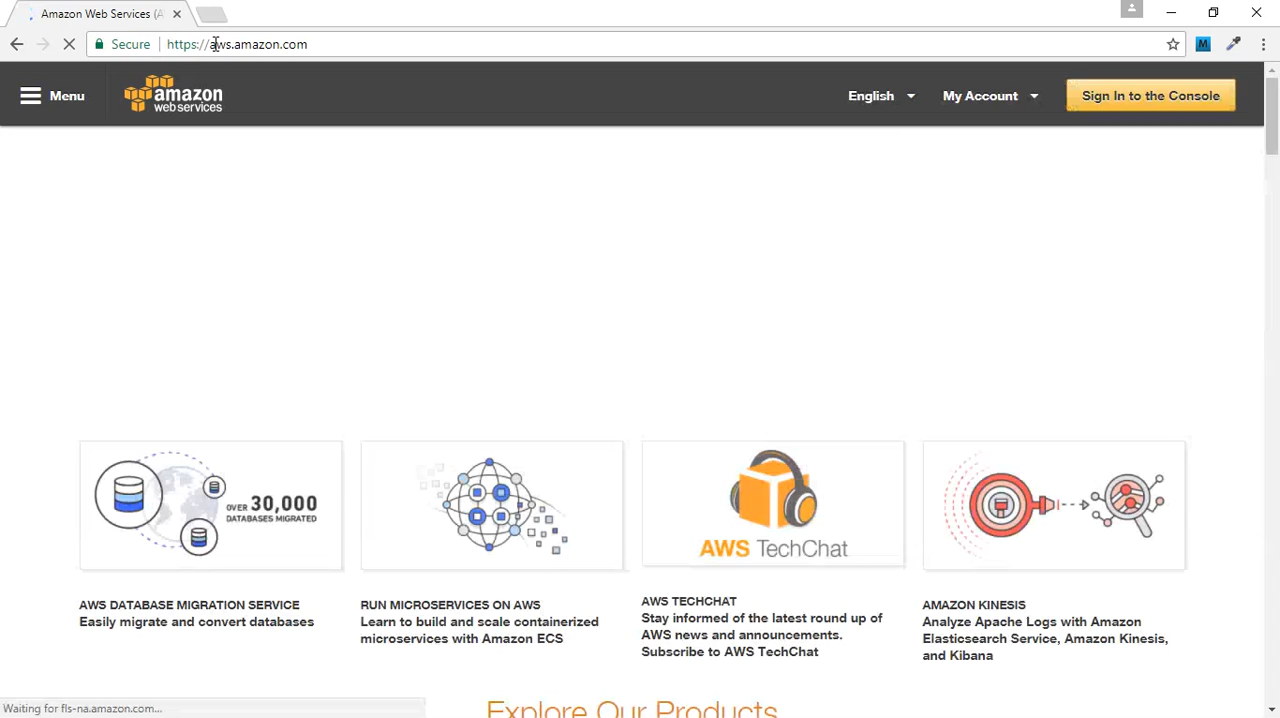 Amazon Web Services (A
Secure
https://aws.amazon.com
M
Menu
amazon
webservices
English
My Account
Sign In to the Console
OVER 30,000
DATABASES MIGRATED
AWS TechChat
AWS DATABASE MIGRATION SERVICE
Easily migrate and convert databases
RUN MICROSERVICES ON AWS
Learn to build and scale containerized
microservices with Amazon ECS
AWS TECHCHAT
Stay informed of the latest round up of
AWS news and announcements.
Subscribe to AWS TechChat
AMAZON KINESIS
Analyze Apache Logs with Amazon
Elasticsearch Service, Amazon Kinesis,
and Kibana
Explore Our Products
Waiting for fls-na.amazon.com...